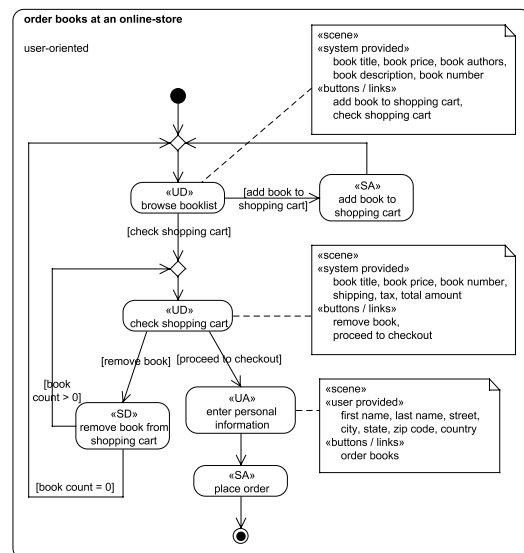 order books at an online-store
user-oriented
«scene»
«system provided»
book title, book price, book authors,
book description, book number
«buttons / links»
add book to shopping cart,
check shopping cart
«UD»
browse booklist
[add book to
shopping cart]
«SA»
add book to
shopping cart
[check shopping cart]
«scene»
«system provided»
book title, book price, book number,
shipping, tax, total amount
«buttons / links»
remove book,
proceed to checkout
«UD»
check shopping cart
[remove book]
[proceed to checkout]
[book
count > 0]
«SD»
remove book from
shopping cart
«UA»
enter personal
information
«scene»
«user provided»
first name, last name, street,
city, state, zip code, country
«buttons / links»
order books
[book count = 0]
«SA»
place order